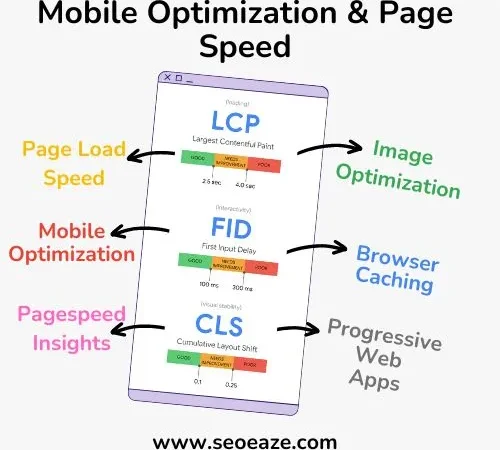 Mobile Optimization & Page
Speed
(loading)
LCP
Largest Contentful Paint
GOOD
NEEDS
IMPROVEMENT
POOR
2.5 sec
4.0 sec
(Interactivity)
FID
First Input Delay
GOOD
NEEDS
IMPROVEMENT
POOR
100 ms
300 ms
(Visual stability)
CLS
Cumulative Layout Shift
GOOD
NEEDS
IMPROVEMENT
POOR
0.1
0.25
Page Load
Speed
Mobile
Optimization
Pagespeed
Insights
Image
Optimization
Browser
Caching
Progressive
Web
Apps
www.seoeaze.com